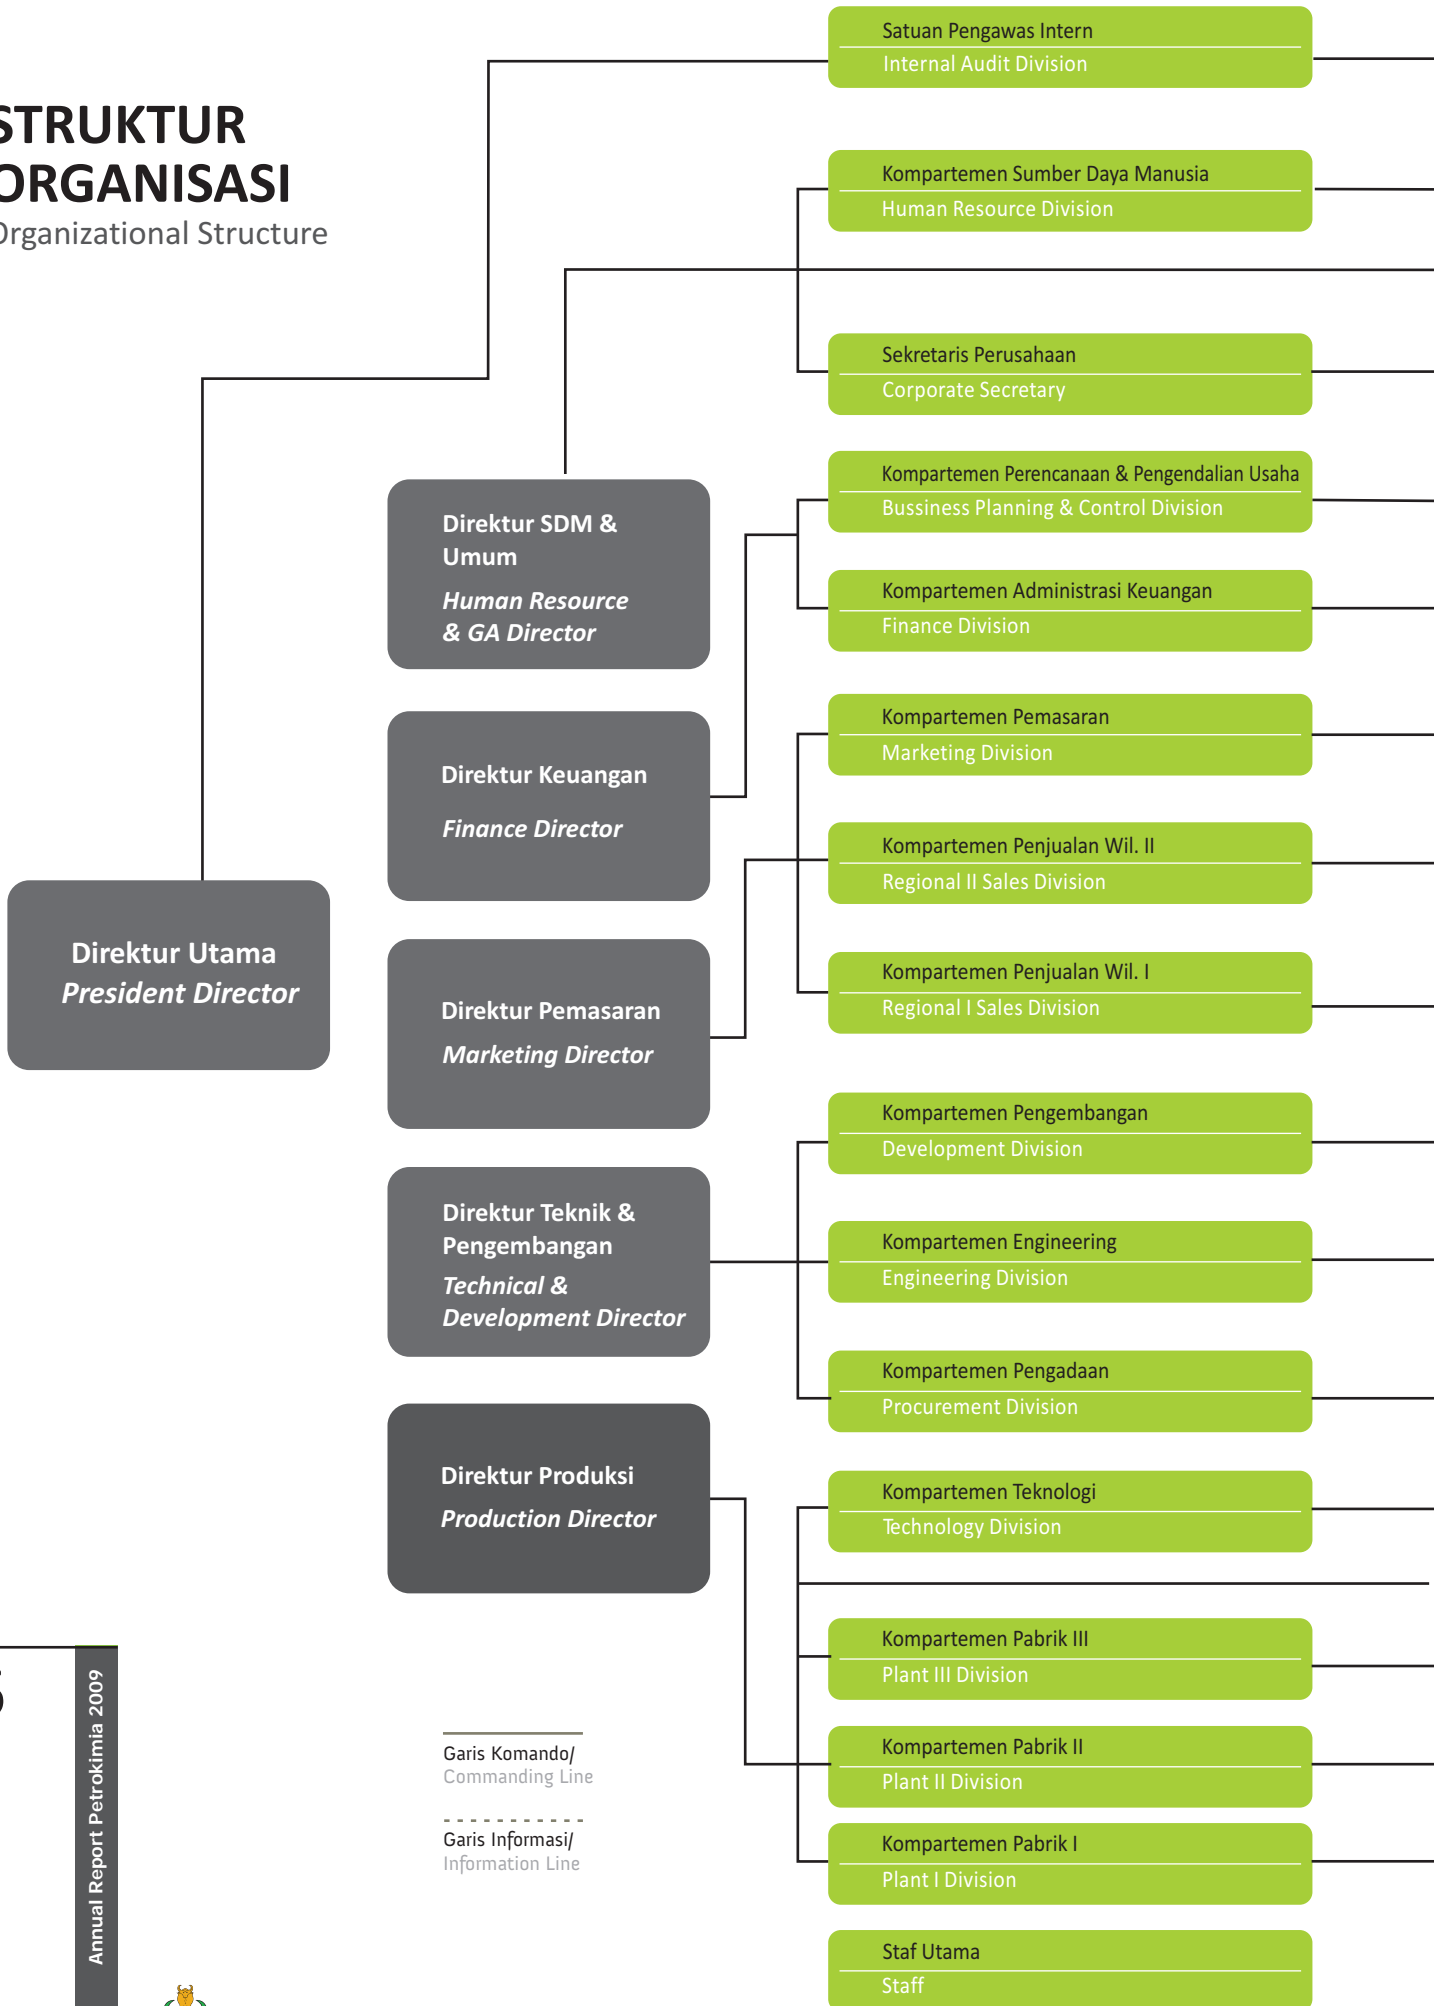 STRUKTUR
ORGANISASI
Organizational Structure
Satuan Pengawas Intern
Internal Audit Division
Kompartemen Sumber Daya Manusia
Human Resource Division
Sekretaris Perusahaan
Corporate Secretary
Direktur SDM &
Umum
Human Resource
& GA Director
Kompartemen Perencanaan & Pengendalian Usaha
Bussiness Planning & Control Division
Kompartemen Administrasi Keuangan
Finance Division
Direktur Keuangan
Finance Director
Kompartemen Pemasaran
Marketing Division
Kompartemen Penjualan Wil. II
Regional II Sales Division
Kompartemen Penjualan Wil. I
Regional I Sales Division
Direktur Utama
President Director
Direktur Pemasaran
Marketing Director
Kompartemen Pengembangan
Development Division
Direktur Teknik &
Pengembangan
Technical &
Development Director
Kompartemen Engineering
Engineering Division
Kompartemen Pengadaan
Procurement Division
Direktur Produksi
Production Director
Kompartemen Teknologi
Technology Division
Kompartemen Pabrik III
Plant III Division
Kompartemen Pabrik II
Plant II Division
Kompartemen Pabrik I
Plant I Division
Staf Utama
Staff
Garis Komando/
Commanding Line
Garis Informasi/
Information Line
Annual Report Petrokimia 2009